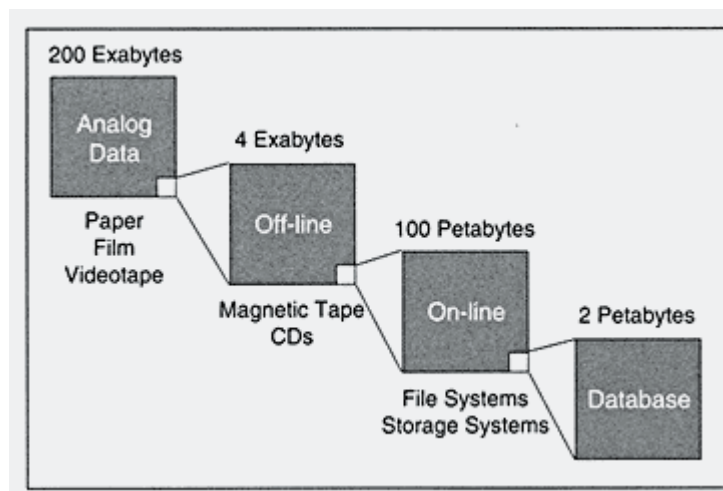 200 Exabytes
Analog
Data
Paper
Film
Videotape
4 Exabytes
Off-line
Magnetic Tape
CDs
100 Petabytes
On-line
File Systems
Storage Systems
2 Petabytes
Database